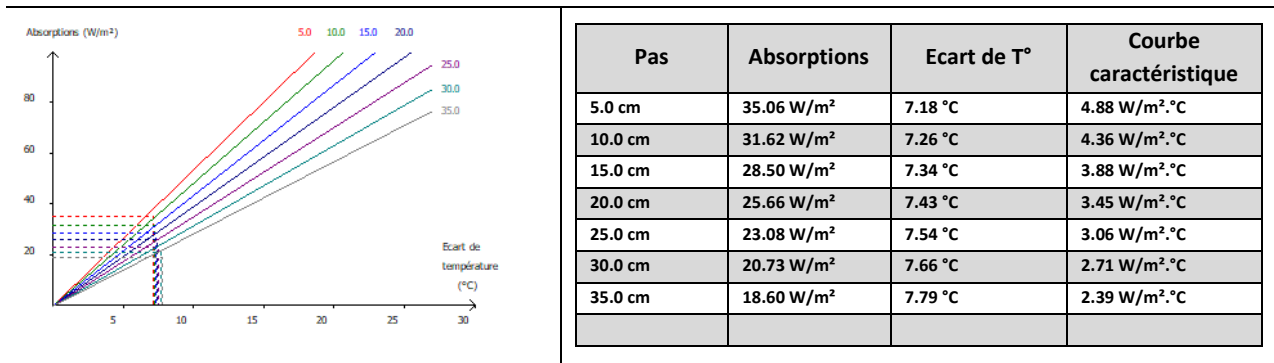 Absorptions (W/m²)
5.0 10.0 15.0 20.0
25.0
30.0
35.0
80
60
40
20
Ecart de
température
(°C)
5 10 15 20 25 30
Pas Absorptions Ecart de T° Courbe caractéristique
5.0 cm 35.06 W/m² 7.18 °C 4.88 W/m².°C
10.0 cm 31.62 W/m² 7.26 °C 4.36 W/m².°C
15.0 cm 28.50 W/m² 7.34 °C 3.88 W/m².°C
20.0 cm 25.66 W/m² 7.43 °C 3.45 W/m².°C
25.0 cm 23.08 W/m² 7.54 °C 3.06 W/m².°C
30.0 cm 20.73 W/m² 7.66 °C 2.71 W/m².°C
35.0 cm 18.60 W/m² 7.79 °C 2.39 W/m².°C